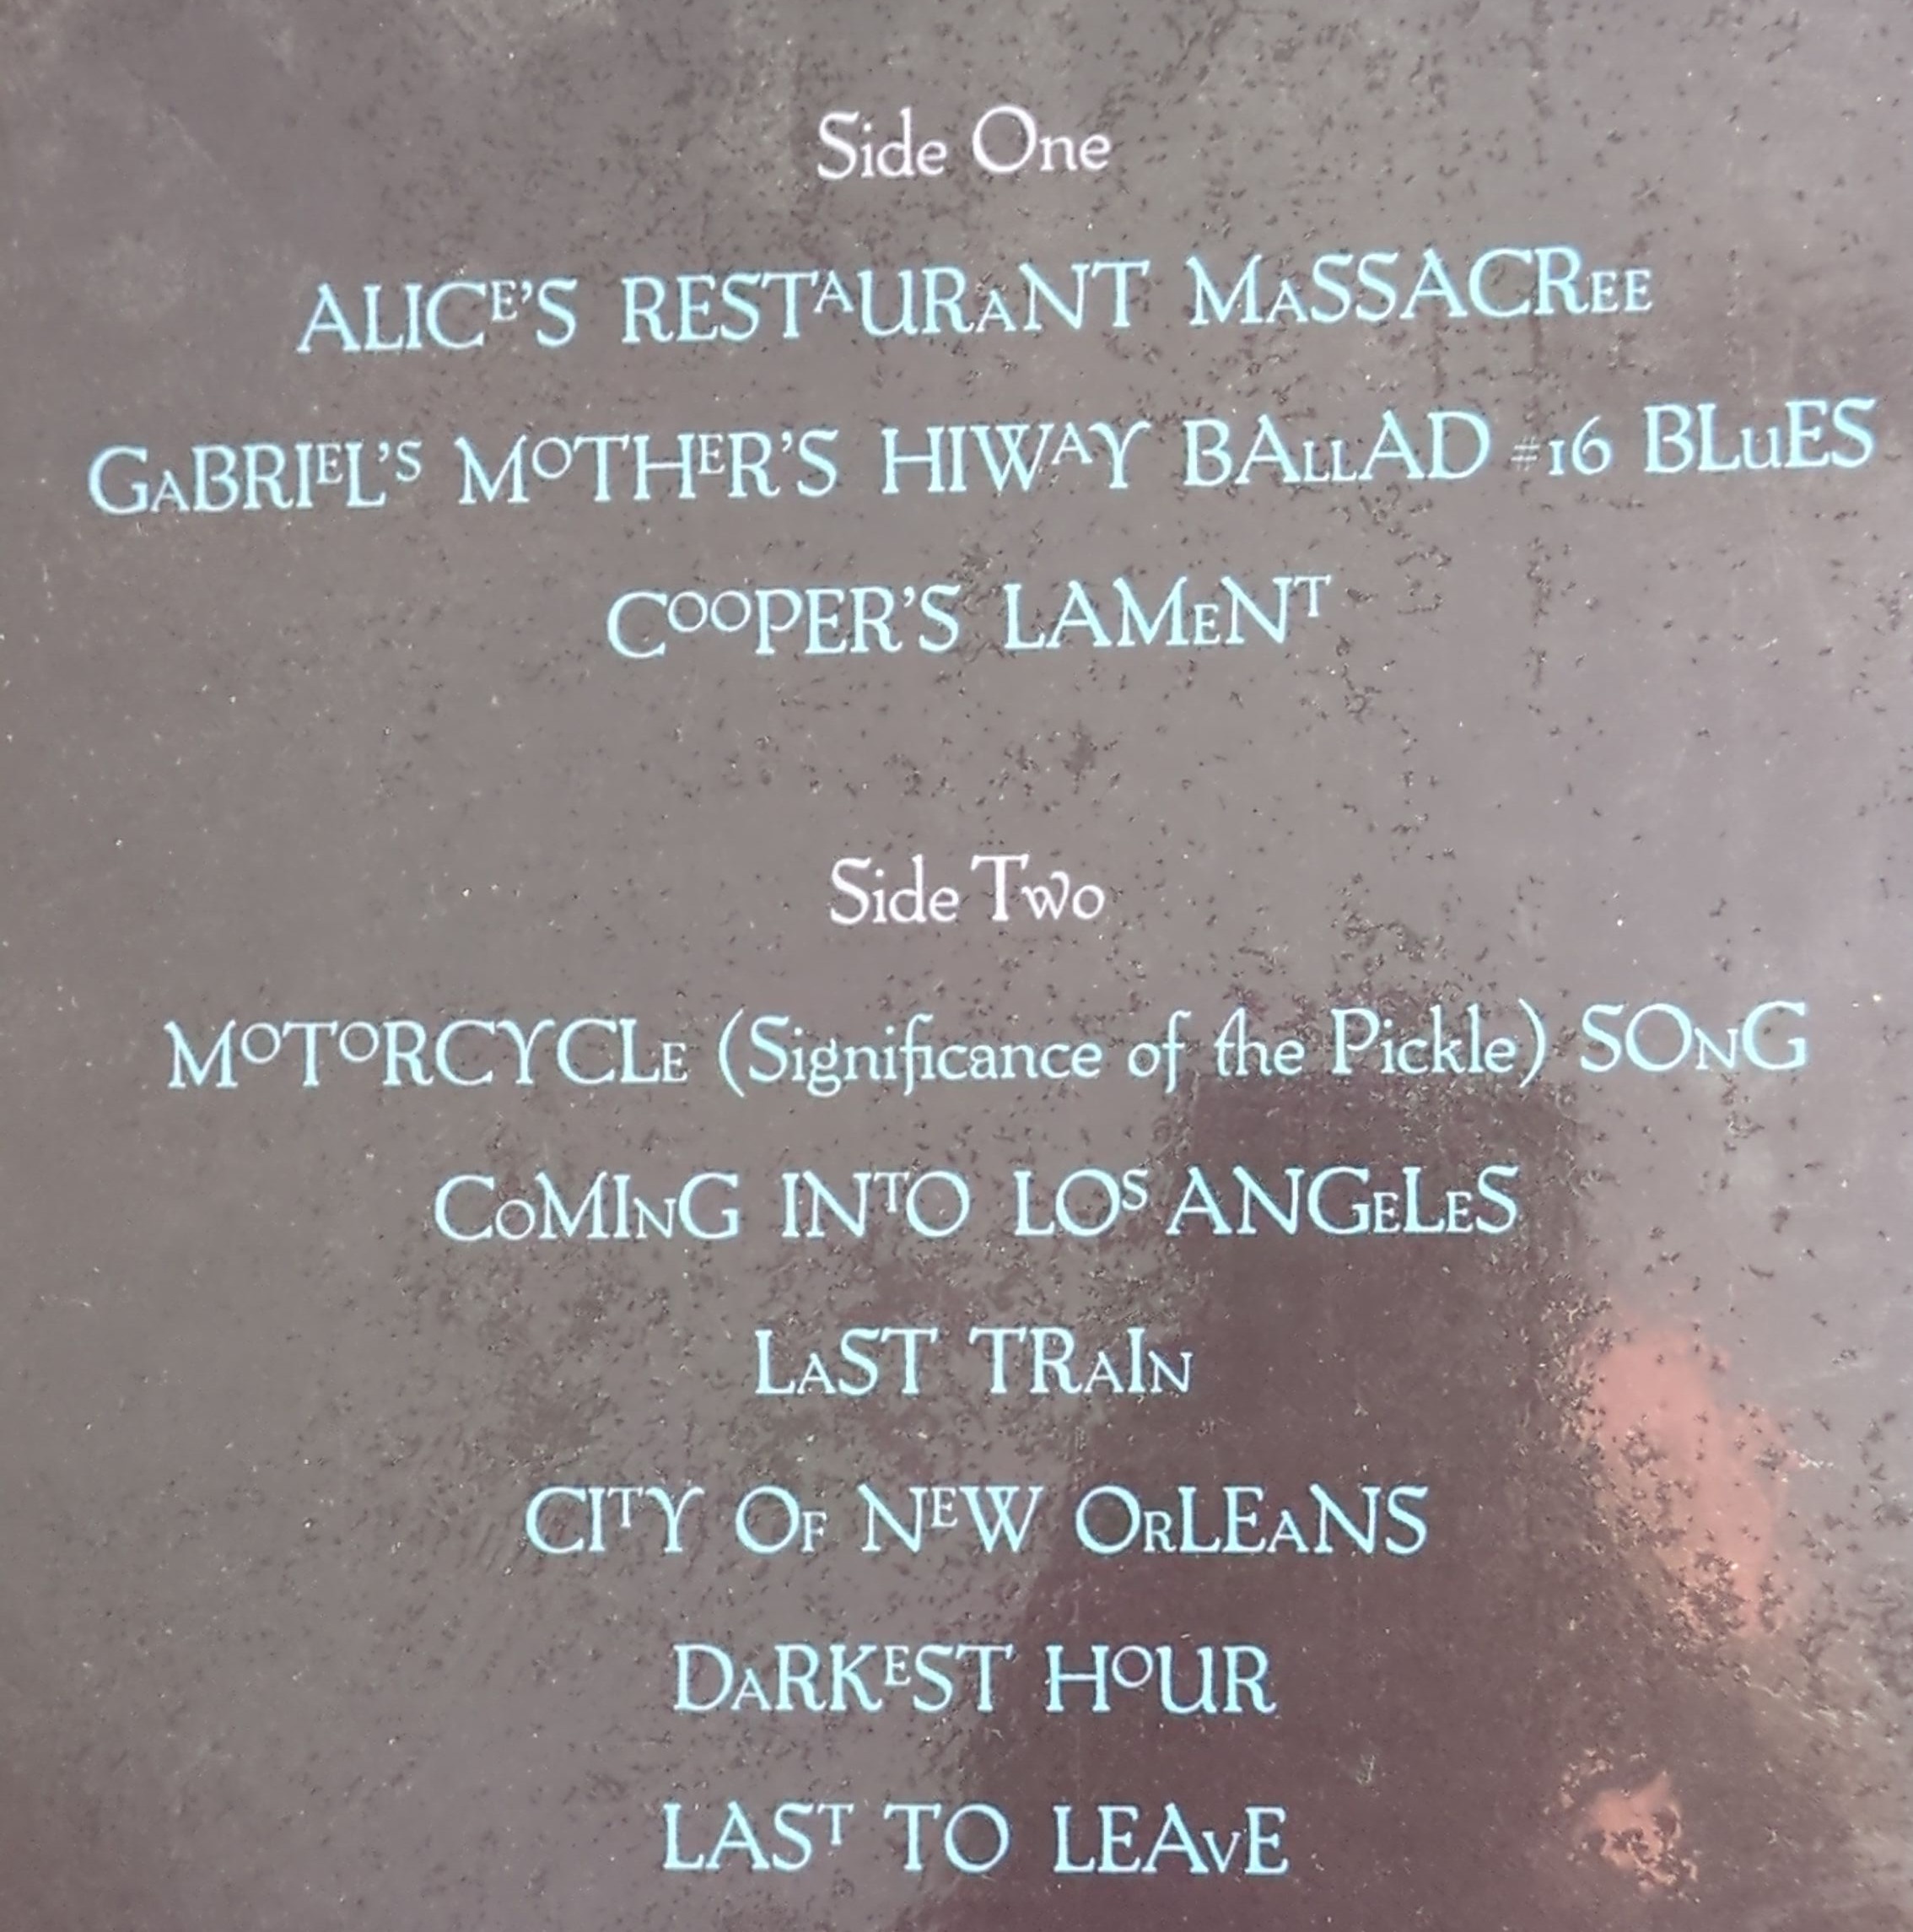 Side One
ALICE'S RESTAURANT MASSACREE
GABRIEL'S MOTHER'S HIWAY BALLAD #16 BLUES
COOPER'S LAMENT
Side Two
MOTORCYCLE (Significance of the Pickle) SONG
COMING INTO LOS ANGELES
LAST TRAIN
CITY OF NEW ORLEANS
DARKEST HOUR
LAST TO LEAVE